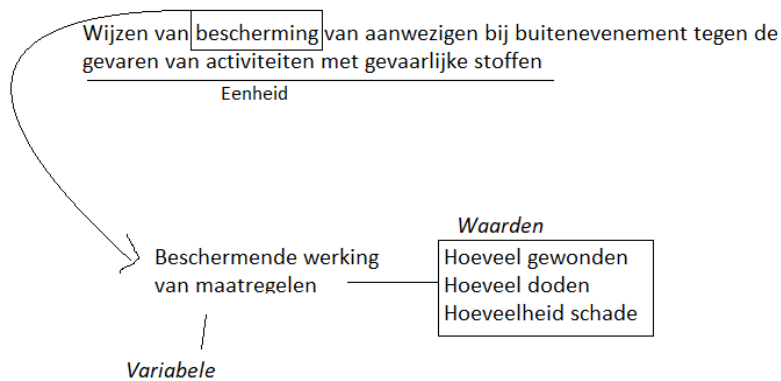 Wijzen van bescherming van aanwezigen bij buitenevenement tegen de
gevaren van activiteiten met gevaarlijke stoffen
Eenheid
Waarden
Beschermende werking
van maatregelen
Hoeveel gewonden
Hoeveel doden
Hoeveelheid schade
Variabele